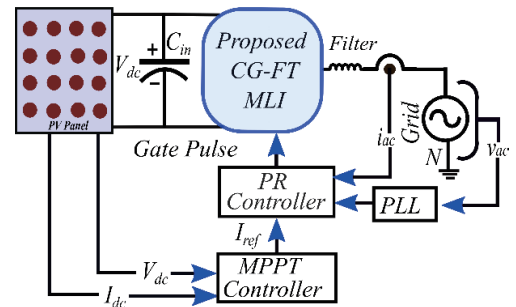 Proposed
CG-FT
MLI
Filter
+
C_in
V_dc
−
PV Panel
Gate Pulse
i_ac
Grid
N
v_ac
PR
Controller
PLL
I_ref
V_dc
MPPT
Controller
I_dc